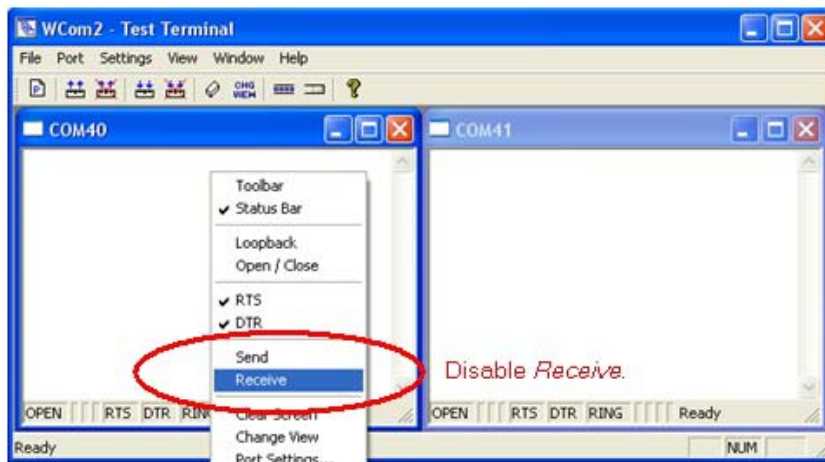 WCom2 - Test Terminal
File Port Settings View Window Help
CHG VIEW
COM40
COM41
Toolbar
Status Bar
Loopback
Open / Close
RTS
DTR
Send
Receive
Disable Receive.
Clear Screen
Change View
Port Settings...
OPEN RTS DTR
OPEN RTS DTR RING Ready
Ready
NUM